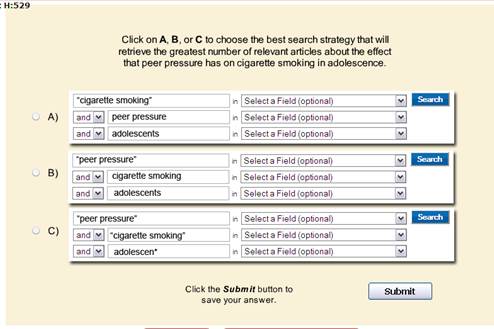 : H:529
Click on A, B, or C to choose the best search strategy that will
retrieve the greatest number of relevant articles about the effect
that peer pressure has on cigarette smoking in adolescence.
A) "cigarette smoking" in Select a Field (optional) Search
and peer pressure in Select a Field (optional)
and adolescents in Select a Field (optional)
B) "peer pressure" in Select a Field (optional) Search
and cigarette smoking in Select a Field (optional)
and adolescents in Select a Field (optional)
C) "peer pressure" in Select a Field (optional) Search
and "cigarette smoking" in Select a Field (optional)
and adolescen* in Select a Field (optional)
Click the Submit button to
save your answer.
Submit